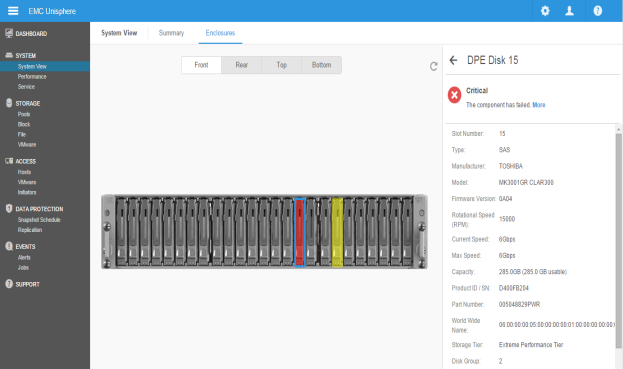 EMC Unisphere
DASHBOARD
SYSTEM
System View
Performance
Service
STORAGE
Pools
Block
File
VMware
ACCESS
Hosts
VMware
Initiators
DATA PROTECTION
Snapshot Schedule
Replication
EVENTS
Alerts
Jobs
SUPPORT
System View Summary Enclosures
Front Rear Top Bottom
DPE Disk 15
Critical
The component has failed. More
Slot Number: 15
Type: SAS
Manufacturer: TOSHIBA
Model: MK3001GR CLAR300
Firmware Version: 0A04
Rotational Speed
(RPM): 15000
Current Speed: 6Gbps
Max Speed: 6Gbps
Capacity: 285.0GB (285.0 GB usable)
Product ID / SN: D400FB204
Part Number: 005048829PWR
World Wide
Name: 06:00:00:00:05:00:00:00:00:01:00:00:00:00:00:
Storage Tier: Extreme Performance Tier
Disk Group: 2